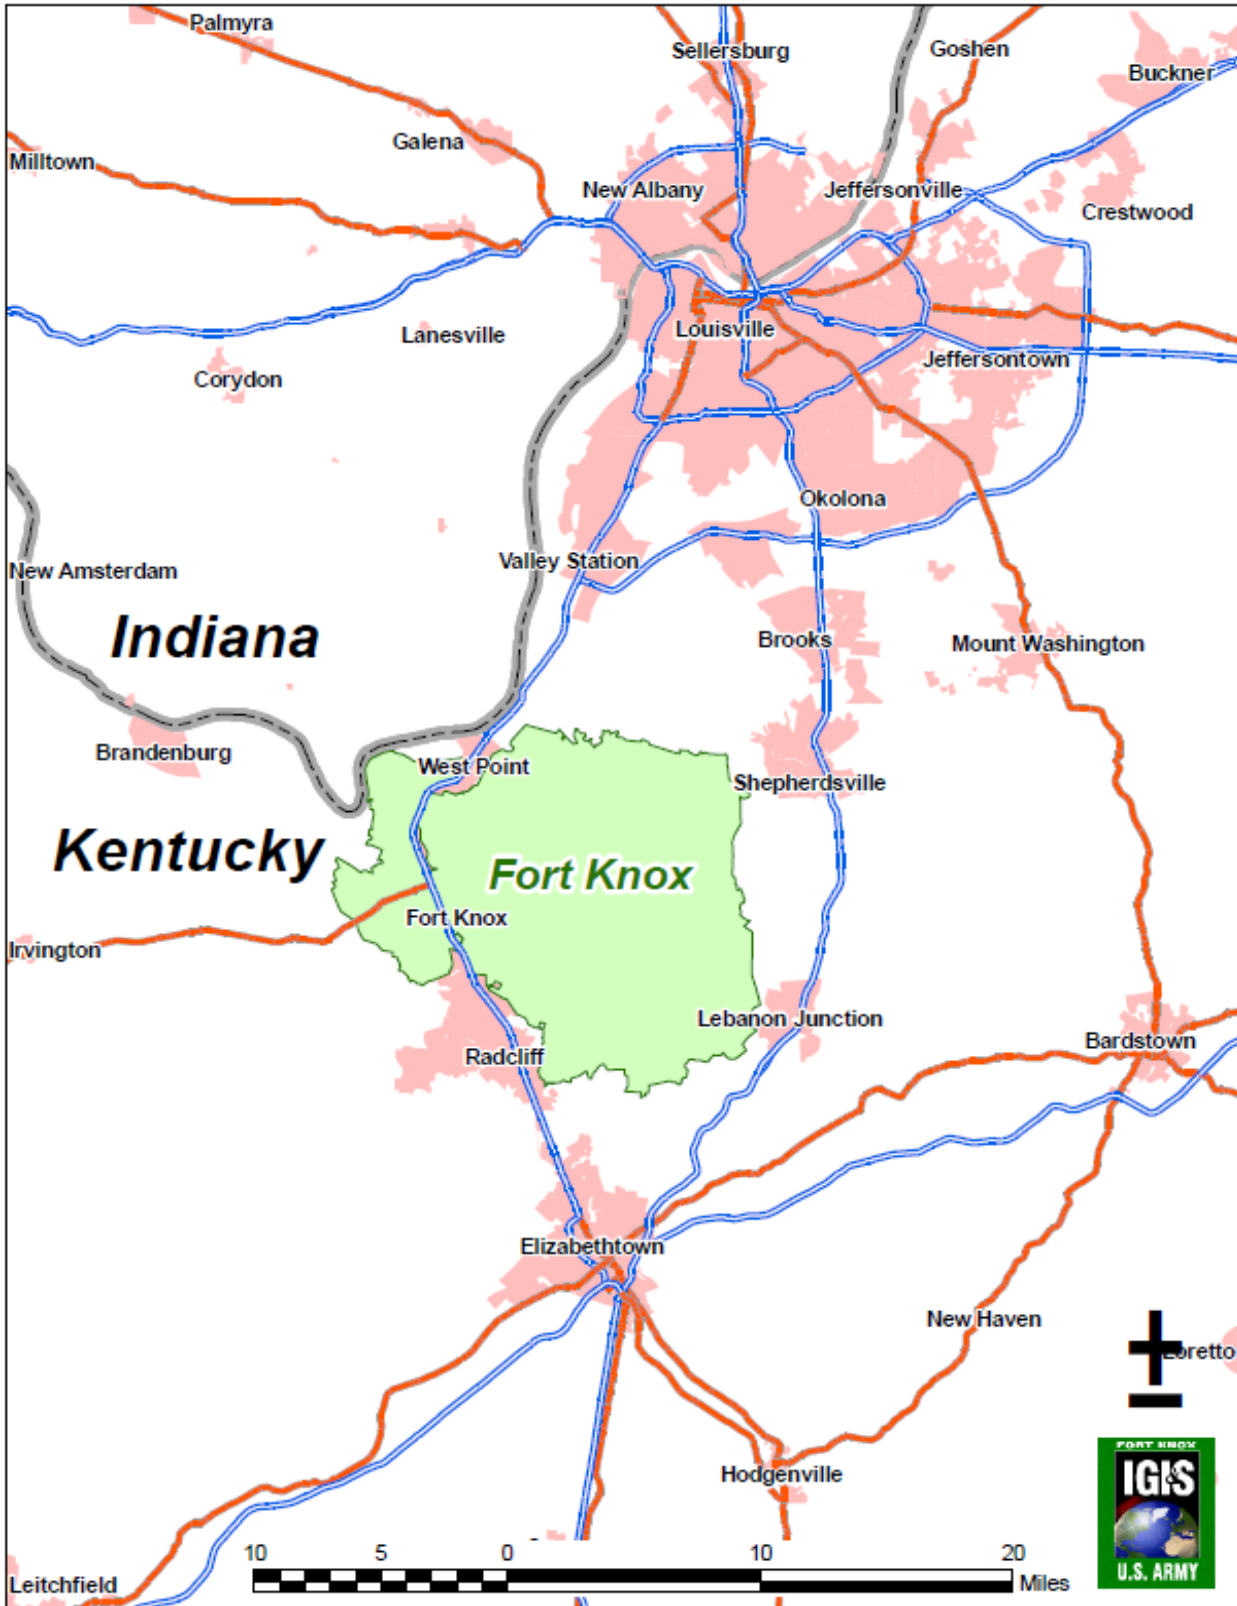 Palmyra
Sellersburg
Goshen
Buckner
Galena
Milltown
New Albany
Jeffersonville
Crestwood
Lanesville
Louisville
Jeffersontown
Corydon
Okolona
Valley Station
New Amsterdam
Indiana
Brooks
Mount Washington
Brandenburg
West Point
Shepherdsville
Kentucky
Fort Knox
Fort Knox
Irvington
Lebanon Junction
Bardstown
Radcliff
Elizabethtown
New Haven
Loretto
Hodgenville
FORT KNOX
IGI&S
U.S. ARMY
10 5 0 10 20
Miles
Leitchfield